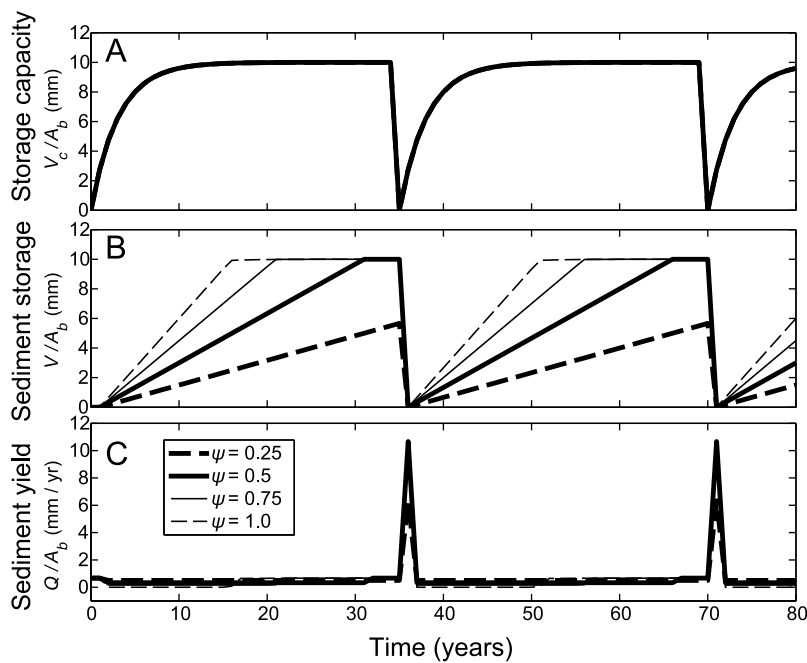 A
Storage capacity
V_c/A_b (mm)
12
10
8
6
4
2
0
B
Sediment storage
V/A_b (mm)
12
10
8
6
4
2
0
C
Sediment yield
Q/A_b (mm / yr)
12
10
8
6
4
2
0
ψ = 0.25
ψ = 0.5
ψ = 0.75
ψ = 1.0
0 10 20 30 40 50 60 70 80
Time (years)